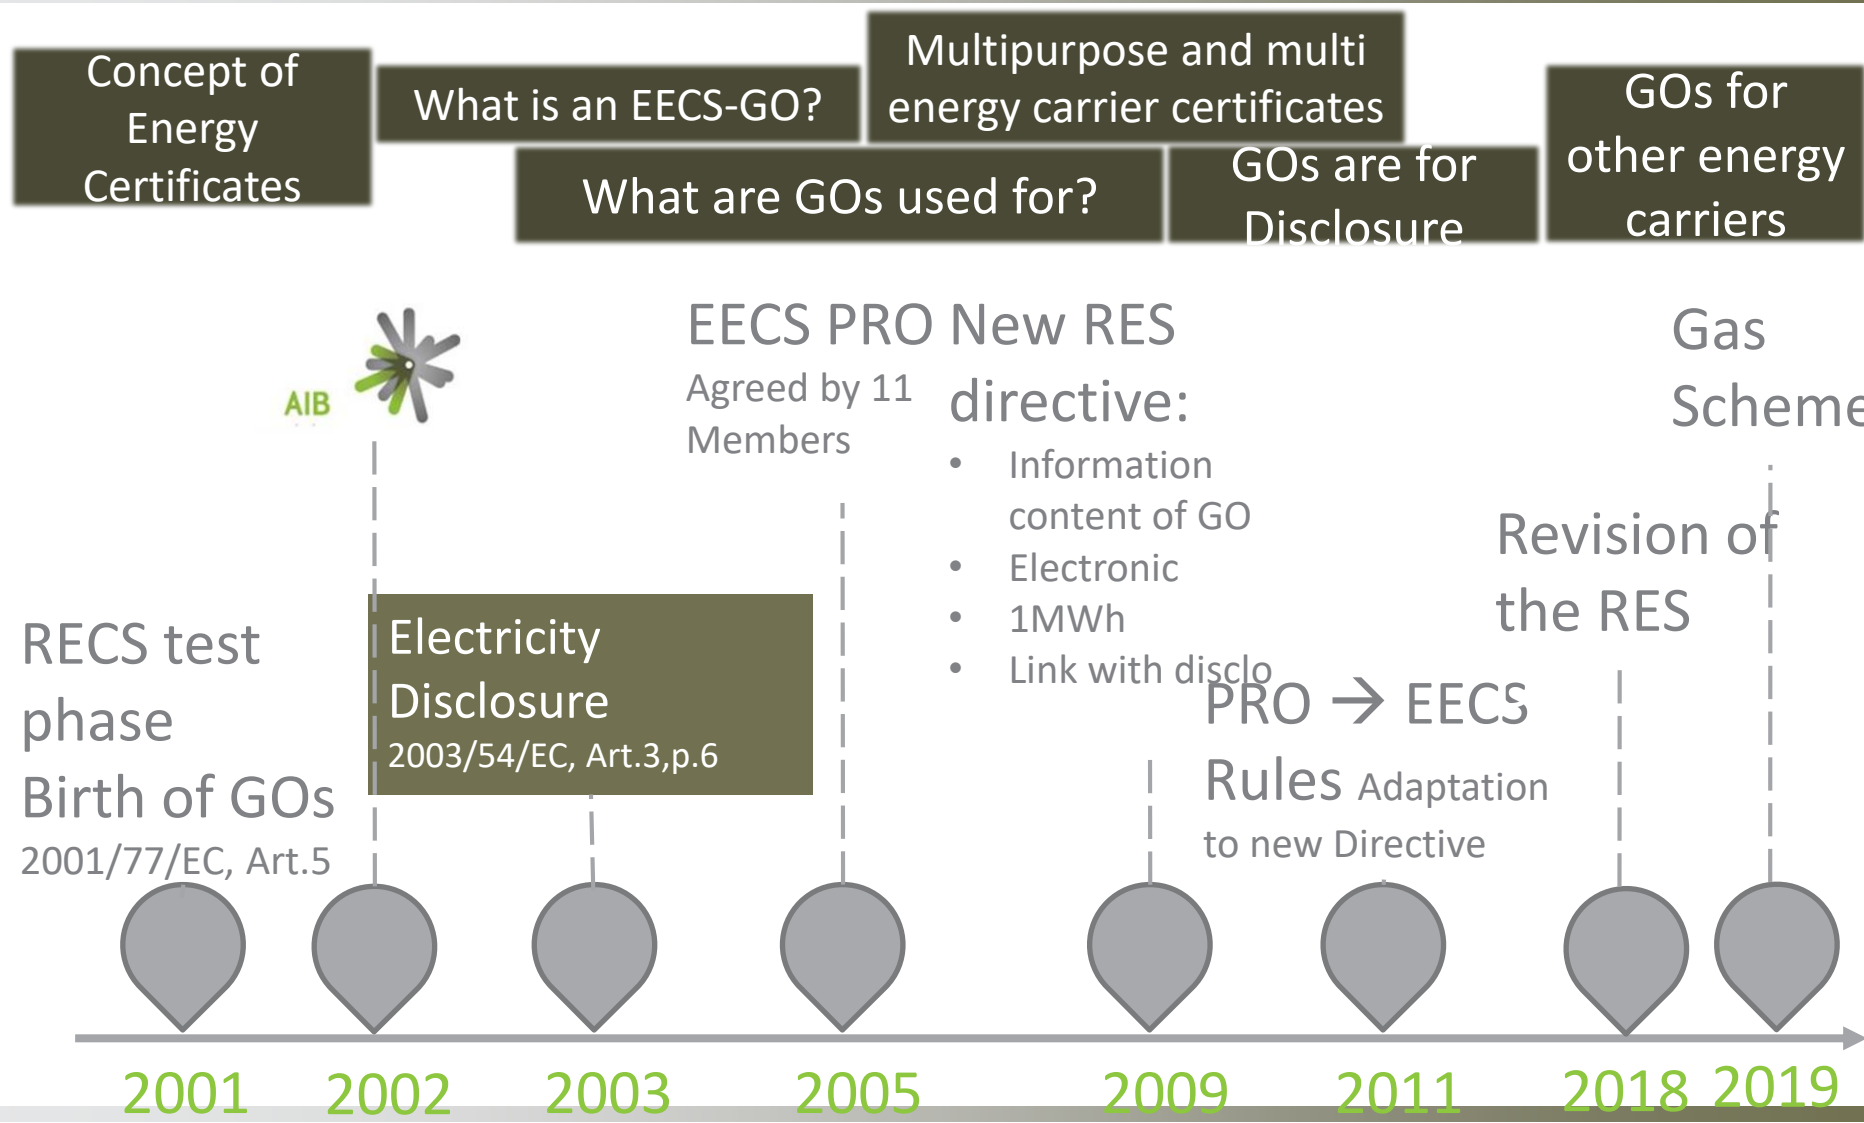 Concept of
Energy
Certificates
What is an EECS-GO?
Multipurpose and multi
energy carrier certificates
What are GOs used for?
GOs are for
Disclosure
GOs for
other energy
carriers
AIB
EECS PRO
Agreed by 11
Members
New RES
directive:
• Information
content of GO
• Electronic
• 1MWh
• Link with disclo
Gas
Scheme
Revision of
the RES
RECS test
phase
Birth of GOs
2001/77/EC, Art.5
Electricity
Disclosure
2003/54/EC, Art.3,p.6
PRO → EECS
Rules Adaptation
to new Directive
2001
2002
2003
2005
2009
2011
2018
2019